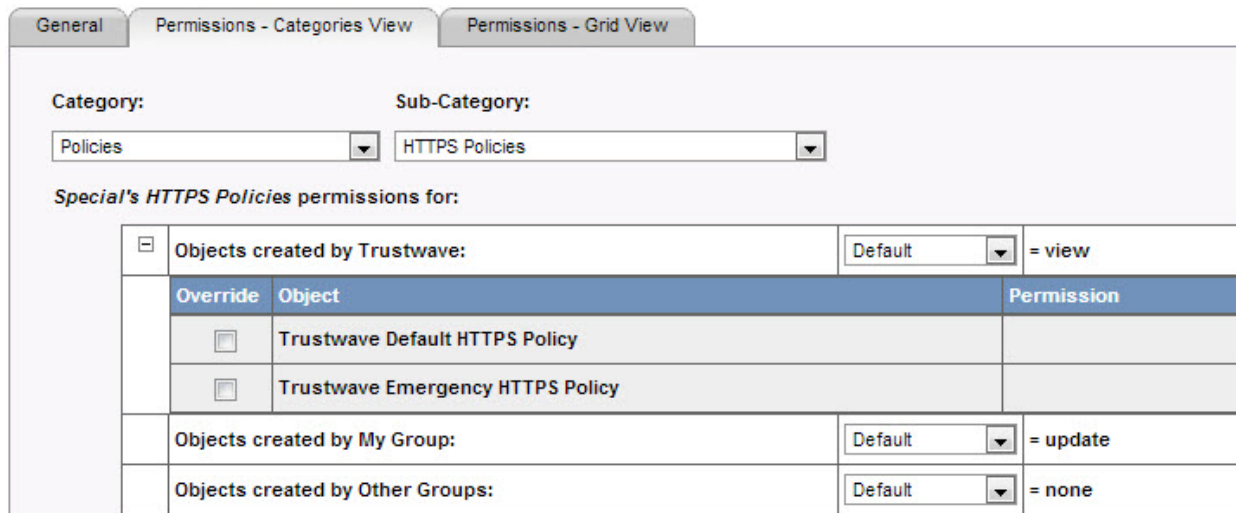 General Permissions - Categories View Permissions - Grid View
Category: Sub-Category:
Policies HTTPS Policies
Special's HTTPS Policies permissions for:
Objects created by Trustwave: Default = view
Override Object Permission
Trustwave Default HTTPS Policy
Trustwave Emergency HTTPS Policy
Objects created by My Group: Default = update
Objects created by Other Groups: Default = none